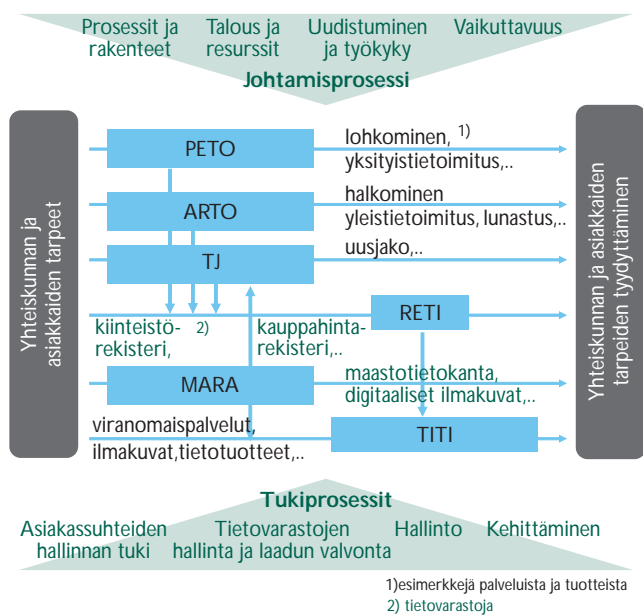 Prosessit ja rakenteet
Talous ja resurssit
Uudistuminen ja työkyky
Vaikuttavuus
Johtamisprosessi
Yhteiskunnan ja
asiakkaiden tarpeet
PETO
lohkominen, 1)
yksityistietoimitus,..
ARTO
halkominen
yleistietoimitus, lunastus,..
TJ
uusjako,..
kiinteistö-
rekisteri,
2)
kauppahinta-
rekisteri,..
RETI
MARA
maastotietokanta,
digitaaliset ilmakuvat,..
viranomaispalvelut,
ilmakuvat,tietotuotteet,..
TITI
Yhteiskunnan ja asiakkaiden
tarpeiden tyydyttäminen
Tukiprosessit
Asiakassuhteiden
hallinnan tuki
Tietovarastojen
hallinta ja laadun valvonta
Hallinto
Kehittäminen
1)esimerkkejä palveluista ja tuotteista
2) tietovarastoja